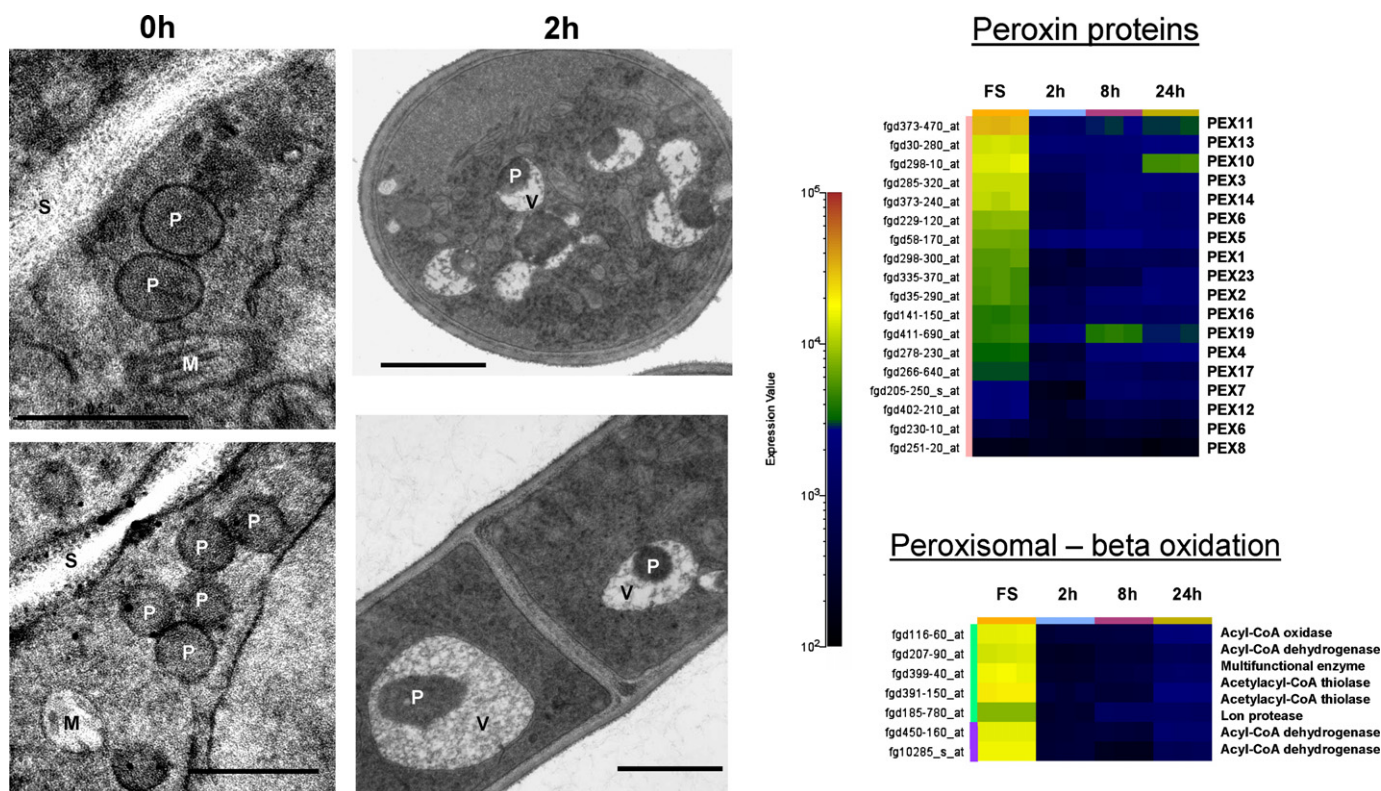 0h
2h
S
P
P
M
P
V
S
P
P
P
P
P
M
P
V
P
V
Peroxin proteins
FS 2h 8h 24h
fgd373-470_at PEX11
fgd30-280_at PEX13
fgd298-10_at PEX10
fgd285-320_at PEX3
fgd373-240_at PEX14
fgd229-120_at PEX6
fgd58-170_at PEX5
fgd298-300_at PEX1
fgd335-370_at PEX23
fgd35-290_at PEX2
fgd141-150_at PEX16
fgd411-690_at PEX19
fgd278-230_at PEX4
fgd266-640_at PEX17
fgd205-250_s_at PEX7
fgd402-210_at PEX12
fgd230-10_at PEX6
fgd251-20_at PEX8
10⁵
10⁴
10³
10²
Expression Value
Peroxisomal – beta oxidation
FS 2h 8h 24h
fgd116-60_at Acyl-CoA oxidase
fgd207-90_at Acyl-CoA dehydrogenase
fgd399-40_at Multifunctional enzyme
fgd391-150_at Acetylacyl-CoA thiolase
Acetylacyl-CoA thiolase
fgd185-780_at Lon protease
fgd450-160_at Acyl-CoA dehydrogenase
fg10285_s_at Acyl-CoA dehydrogenase